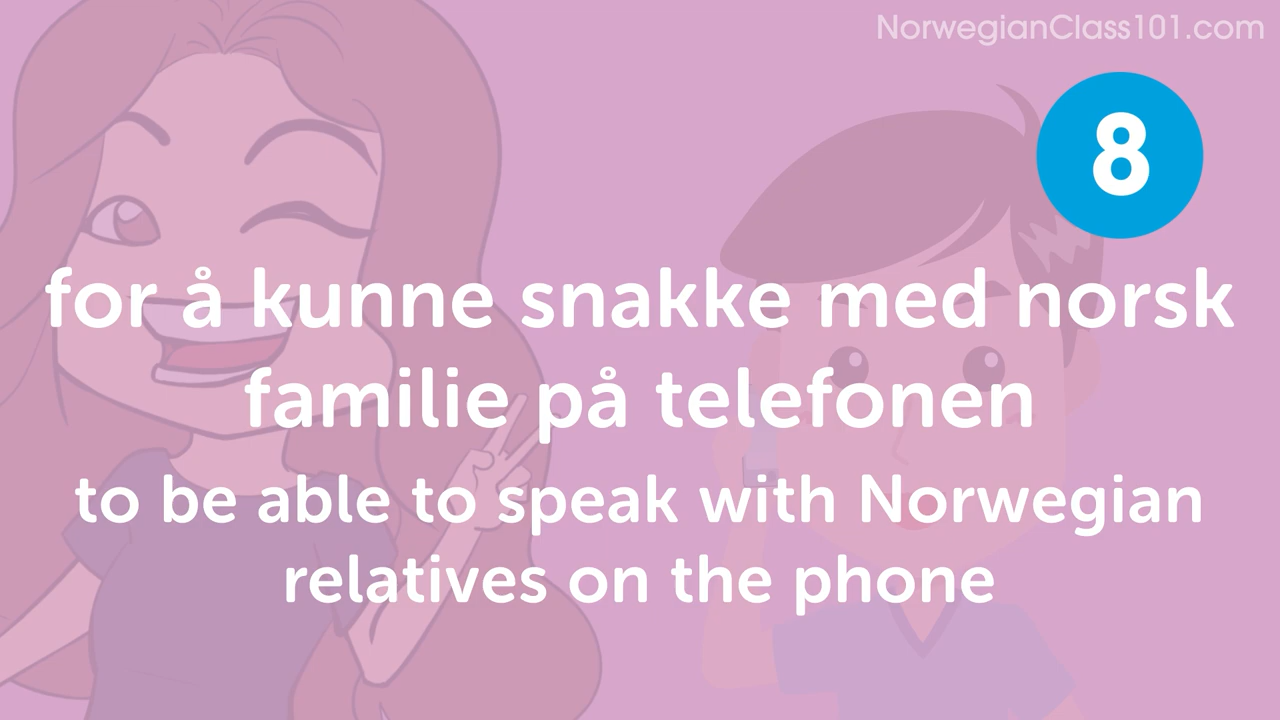 NorwegianClass101.com
8
for å kunne snakke med norsk
familie på telefonen
to be able to speak with Norwegian
relatives on the phone